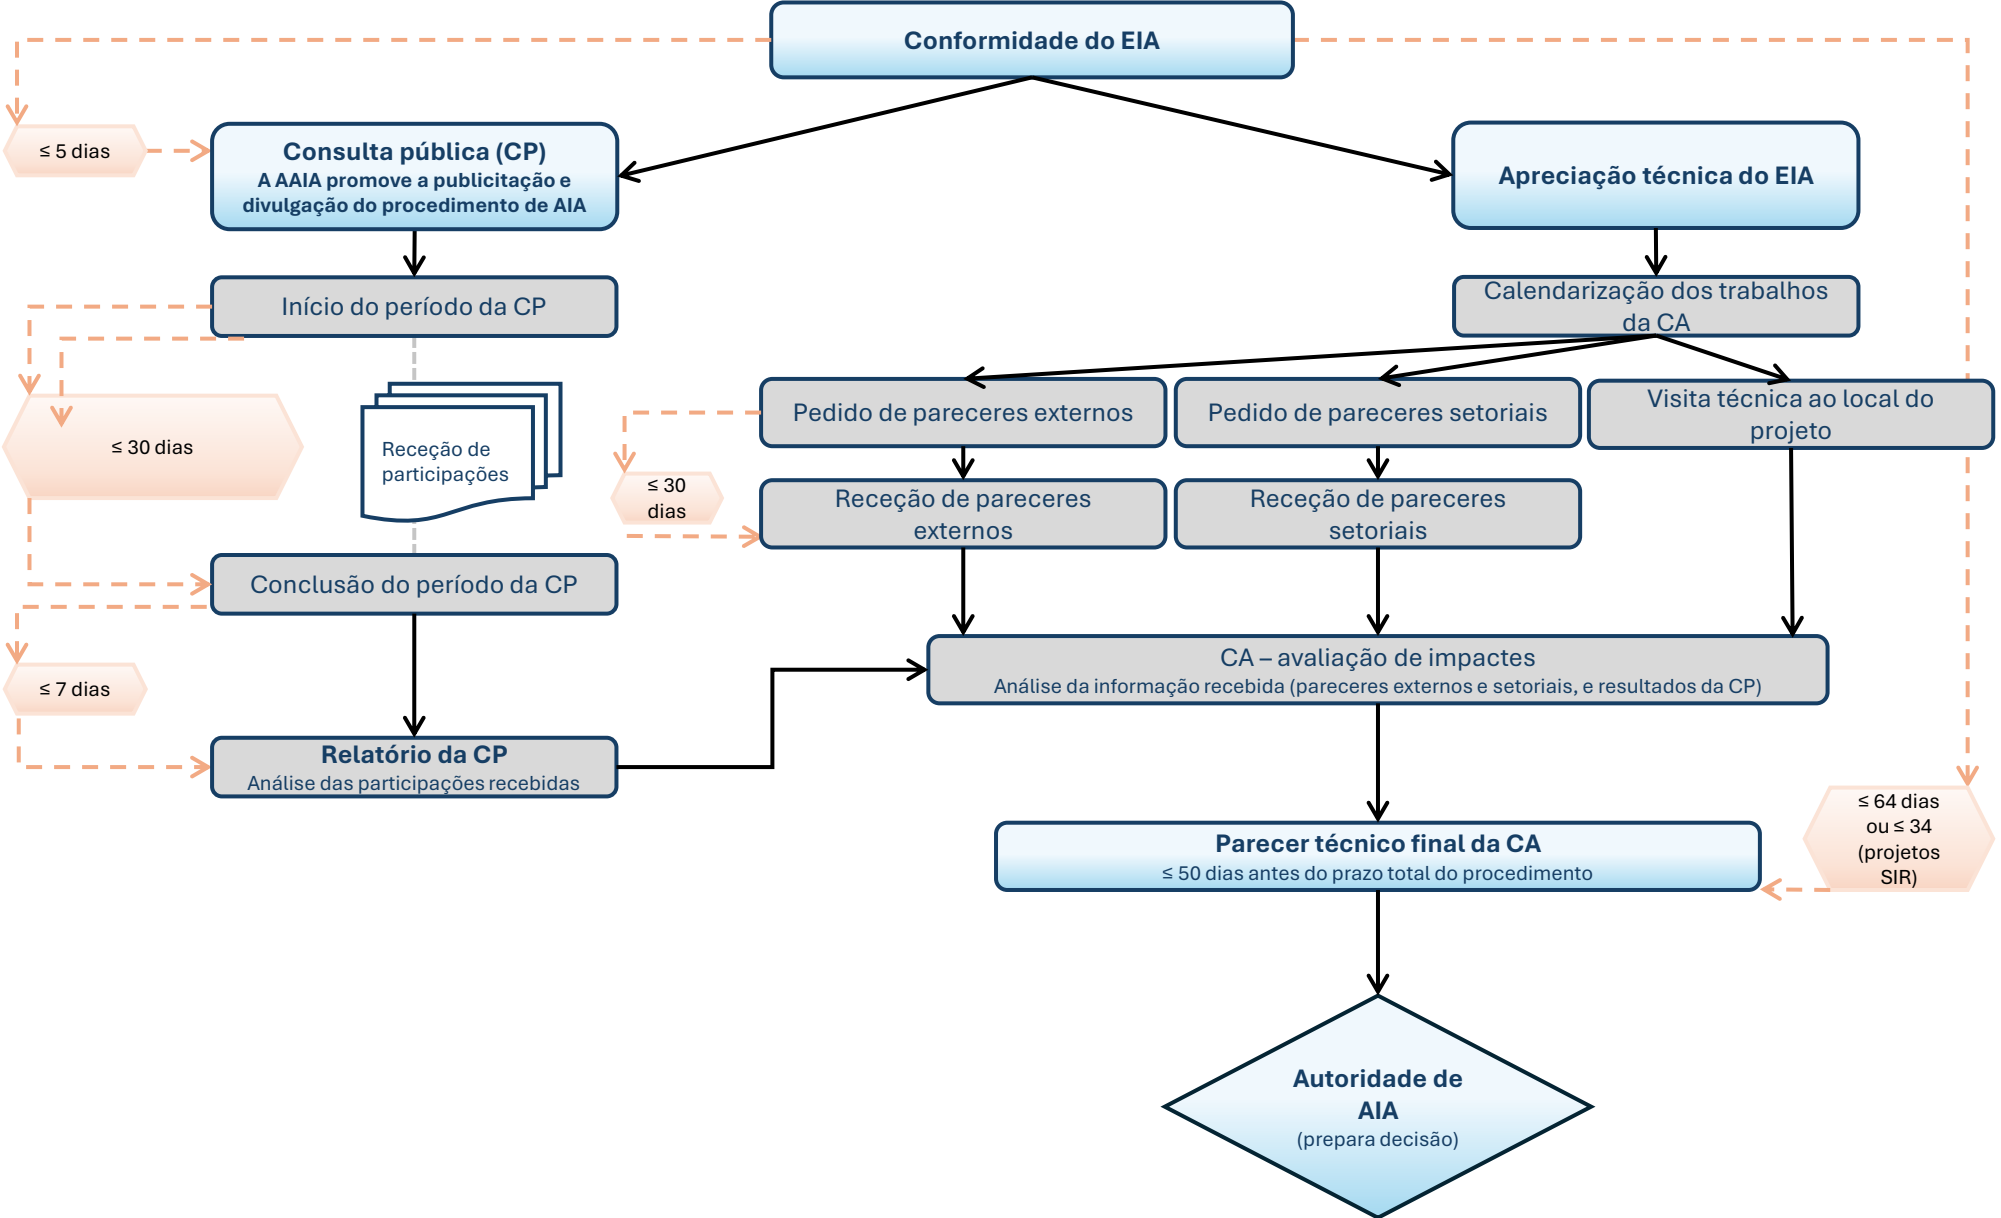 Conformidade do EIA
≤ 5 dias
Consulta pública (CP)
A AAIA promove a publicitação e
divulgação do procedimento de AIA
Apreciação técnica do EIA
Início do período da CP
Calendarização dos trabalhos
da CA
≤ 30 dias
Receção de
participações
Pedido de pareceres externos
Pedido de pareceres setoriais
Visita técnica ao local do
projeto
≤ 30
dias
Receção de pareceres
externos
Receção de pareceres
setoriais
Conclusão do período da CP
≤ 7 dias
CA – avaliação de impactes
Análise da informação recebida (pareceres externos e setoriais, e resultados da CP)
Relatório da CP
Análise das participações recebidas
≤ 64 dias
ou ≤ 34
(projetos
SIR)
Parecer técnico final da CA
≤ 50 dias antes do prazo total do procedimento
Autoridade de
AIA
(prepara decisão)